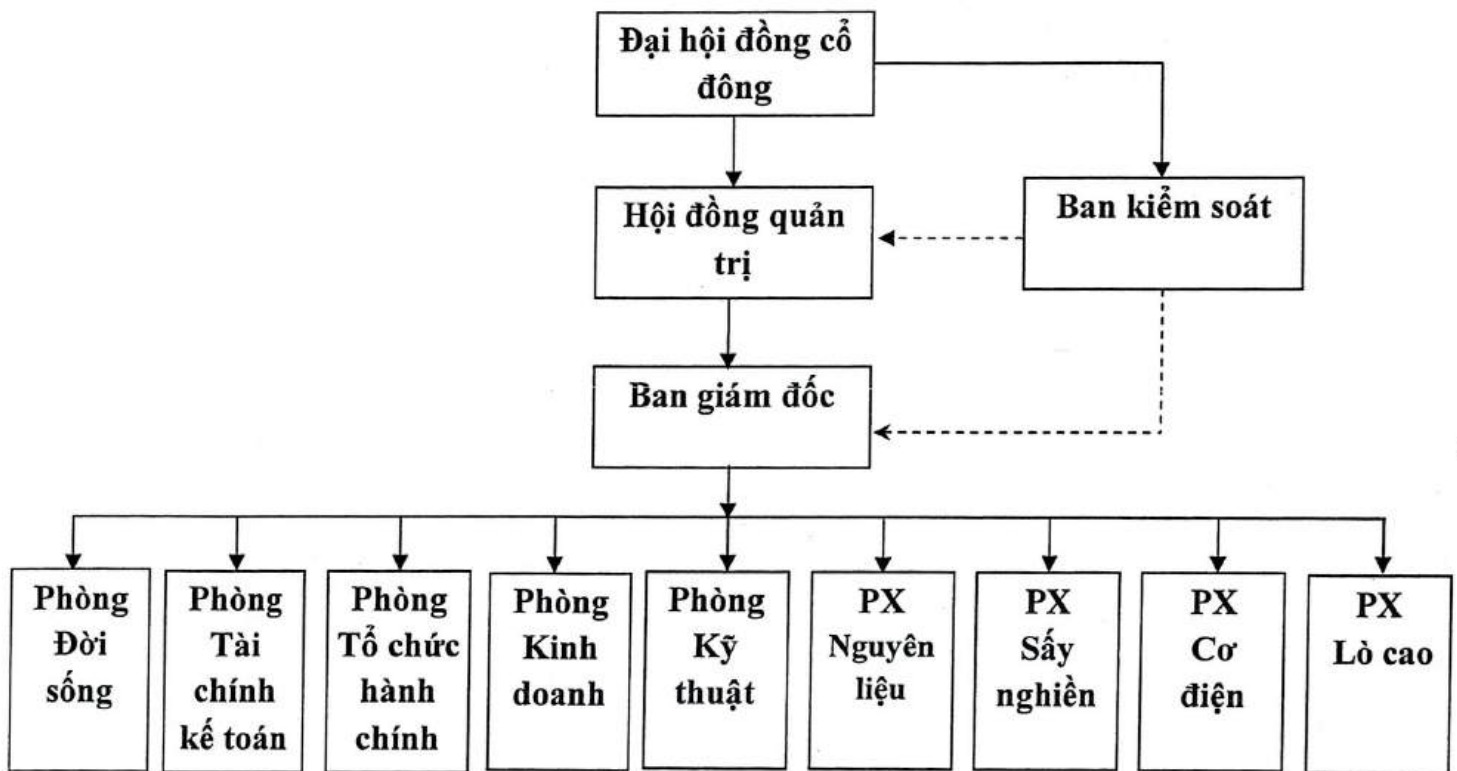 Đại hội đồng cổ
đông
Hội đồng quản
trị
Ban kiểm soát
Ban giám đốc
Phòng
Đời
sống
Phòng
Tài
chính
kế toán
Phòng
Tổ chức
hành
chính
Phòng
Kinh
doanh
Phòng
Kỹ
thuật
PX
Nguyên
liệu
PX
Sấy
nghiền
PX
Cơ
điện
PX
Lò cao